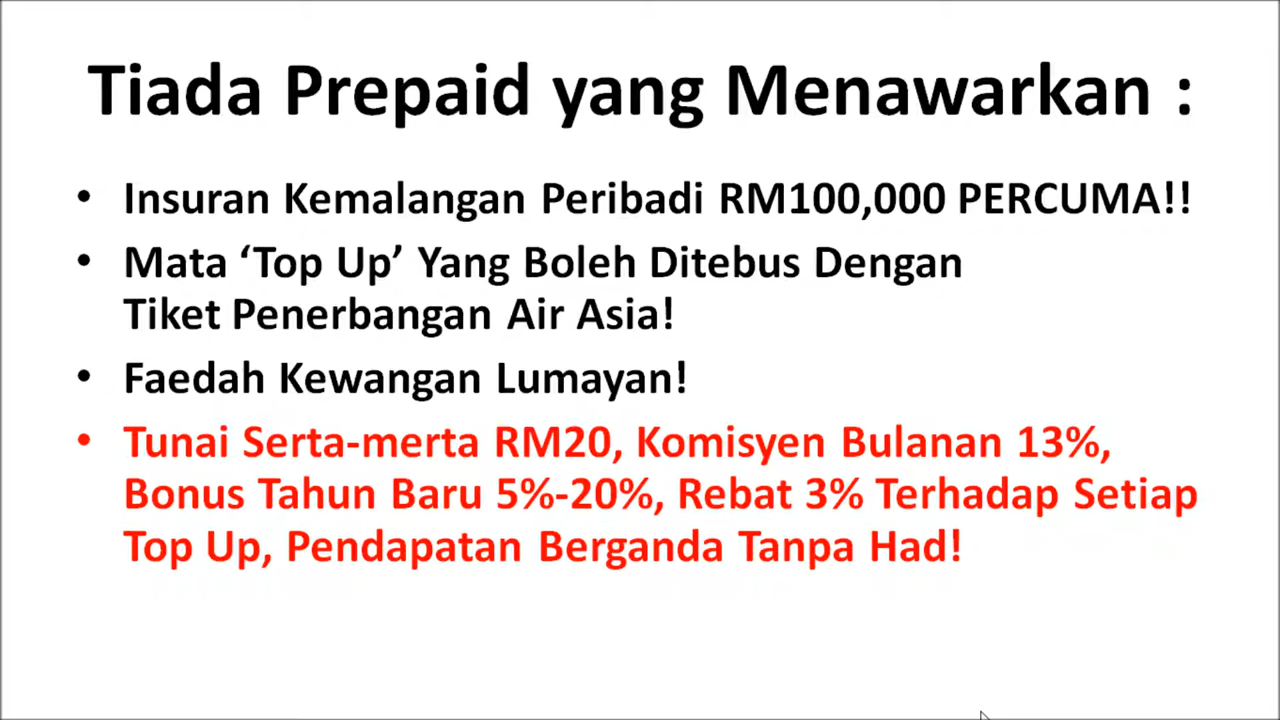 Tiada Prepaid yang Menawarkan :
• Insuran Kemalangan Peribadi RM100,000 PERCUMA!!
• Mata ‘Top Up’ Yang Boleh Ditebus Dengan
Tiket Penerbangan Air Asia!
• Faedah Kewangan Lumayan!
• Tunai Serta-merta RM20, Komisyen Bulanan 13%,
Bonus Tahun Baru 5%-20%, Rebat 3% Terhadap Setiap
Top Up, Pendapatan Berganda Tanpa Had!